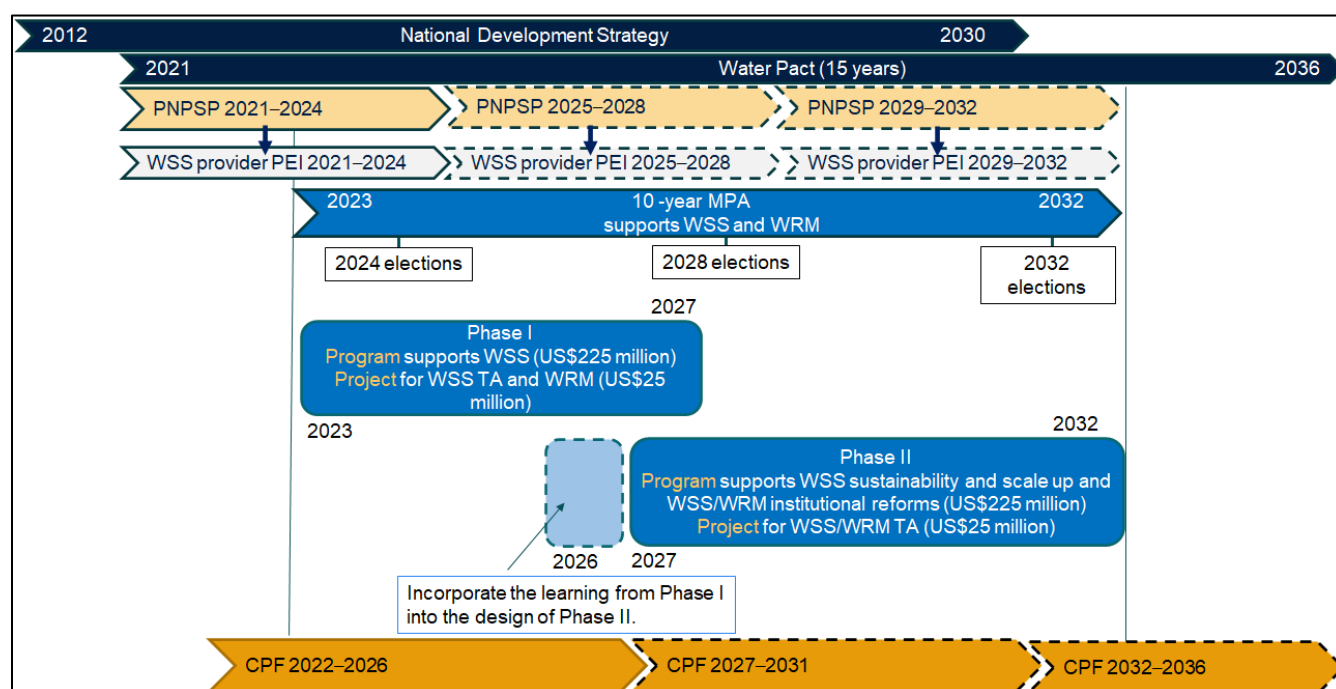 2012 National Development Strategy 2030
2021 Water Pact (15 years) 2036
PNPSP 2021–2024 PNPSP 2025–2028 PNPSP 2029–2032
WSS provider PEI 2021–2024 WSS provider PEI 2025–2028 WSS provider PEI 2029–2032
2023 10 -year MPA 2032
supports WSS and WRM
2024 elections 2028 elections 2032
elections
2027
Phase I
Program supports WSS (US$225 million)
Project for WSS TA and WRM (US$25
million)
2023
2032
Phase II
Program supports WSS sustainability and scale up and
WSS/WRM institutional reforms (US$225 million)
Project for WSS/WRM TA (US$25 million)
2026 2027
Incorporate the learning from Phase I
into the design of Phase II.
CPF 2022–2026 CPF 2027–2031 CPF 2032–2036